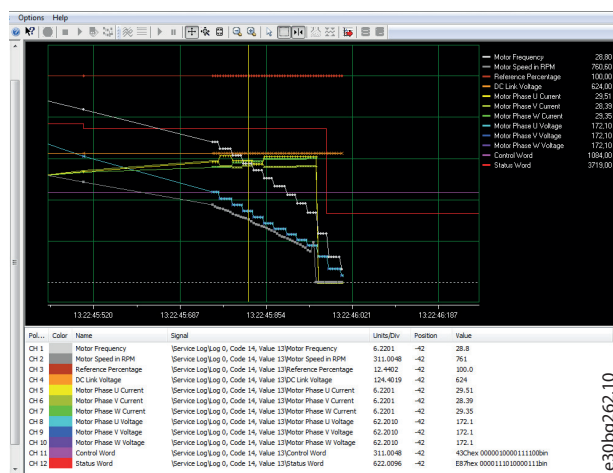 Options Help
Motor Frequency 28,80
Motor Speed in RPM 760,60
Reference Percentage 100,00
DC Link Voltage 624,00
Motor Phase U Current 29,51
Motor Phase V Current 28,39
Motor Phase W Current 29,35
Motor Phase U Voltage 172,10
Motor Phase V Voltage 172,10
Motor Phase W Voltage 172,10
Control Word 1084,00
Status Word 3719,00
13:22:45:520 13:22:45:687 13:22:45:854 13:22:46:021 13:22:46:187
Pol... Color Name Signal Units/Div Position Value
CH 1 Motor Frequency \Service Log\Log 0, Code 14, Value 13\Motor Frequency 6.2201 -42 28.8
CH 2 Motor Speed in RPM \Service Log\Log 0, Code 14, Value 13\Motor Speed in RPM 311.0048 -42 761
CH 3 Reference Percentage \Service Log\Log 0, Code 14, Value 13\Reference Percentage 12.4402 -42 100.0
CH 4 DC Link Voltage \Service Log\Log 0, Code 14, Value 13\DC Link Voltage 124.4019 -42 624
CH 5 Motor Phase U Current \Service Log\Log 0, Code 14, Value 13\Motor Phase U Current 6.2201 -42 29.51
CH 6 Motor Phase V Current \Service Log\Log 0, Code 14, Value 13\Motor Phase V Current 6.2201 -42 28.39
CH 7 Motor Phase W Current \Service Log\Log 0, Code 14, Value 13\Motor Phase W Current 6.2201 -42 29.35
CH 8 Motor Phase U Voltage \Service Log\Log 0, Code 14, Value 13\Motor Phase U Voltage 62.2010 -42 172.1
CH 9 Motor Phase V Voltage \Service Log\Log 0, Code 14, Value 13\Motor Phase V Voltage 62.2010 -42 172.1
CH 10 Motor Phase W Voltage \Service Log\Log 0, Code 14, Value 13\Motor Phase W Voltage 62.2010 -42 172.1
CH 11 Control Word \Service Log\Log 0, Code 14, Value 13\Control Word 311.0048 -42 43Chex 0000010000111100bin
CH 12 Status Word \Service Log\Log 0, Code 14, Value 13\Status Word 622.0096 -42 E87hex 0000111010000111bin
330bg262.10